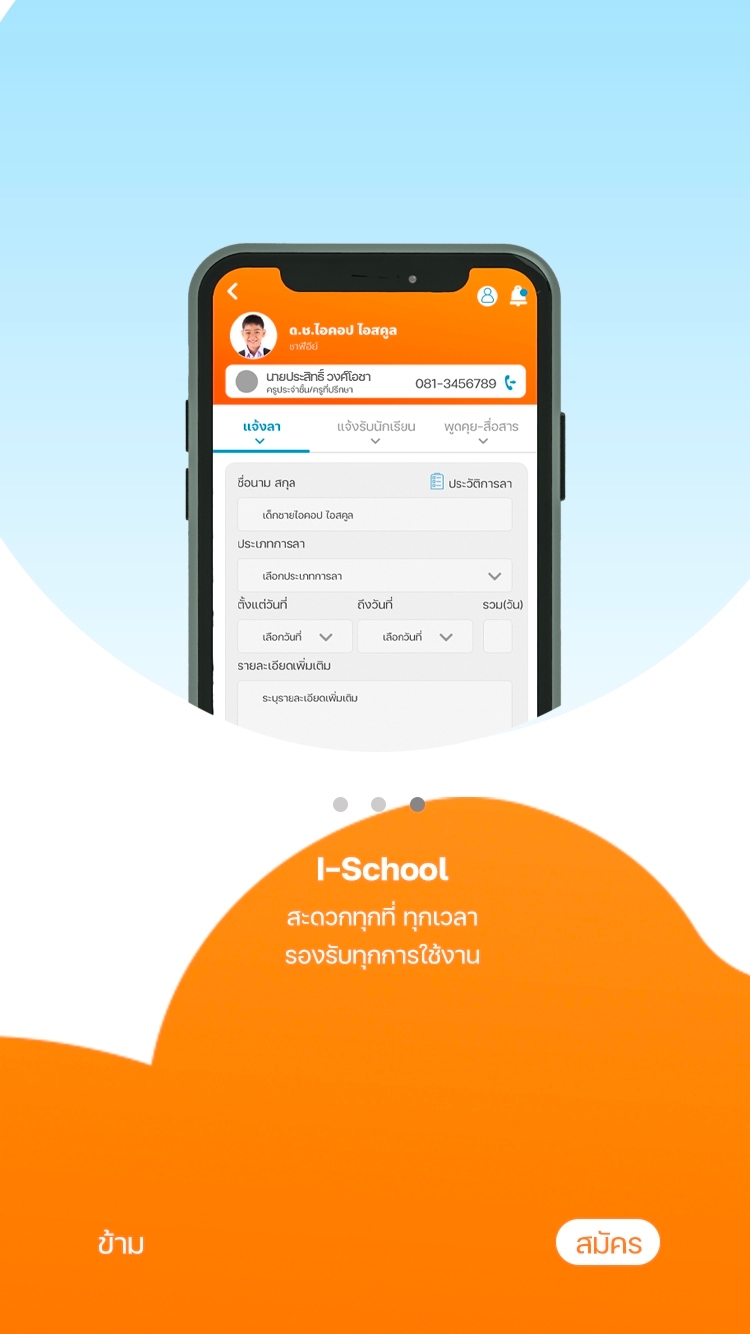 ด.ช.ไอคอป ไอสคูล
ชาฟีอีย์
นายประสิทธิ์ วงศ์โอชา
ครูประจำชั้น/ครูที่ปรึกษา
081-3456789
แจ้งลา
แจ้งรับนักเรียน
พูดคุย-สื่อสาร
ชื่อนาม สกุล
ประวัติการลา
เด็กชายไอคอป ไอสคูล
ประเภทการลา
เลือกประเภทการลา
ตั้งแต่วันที่
ถึงวันที่
รวม(วัน)
เลือกวันที่
เลือกวันที่
รายละเอียดเพิ่มเติม
ระบุรายละเอียดเพิ่มเติม
I-School
สะดวกทุกที่ ทุกเวลา
รองรับทุกการใช้งาน
ข้าม
สมัคร